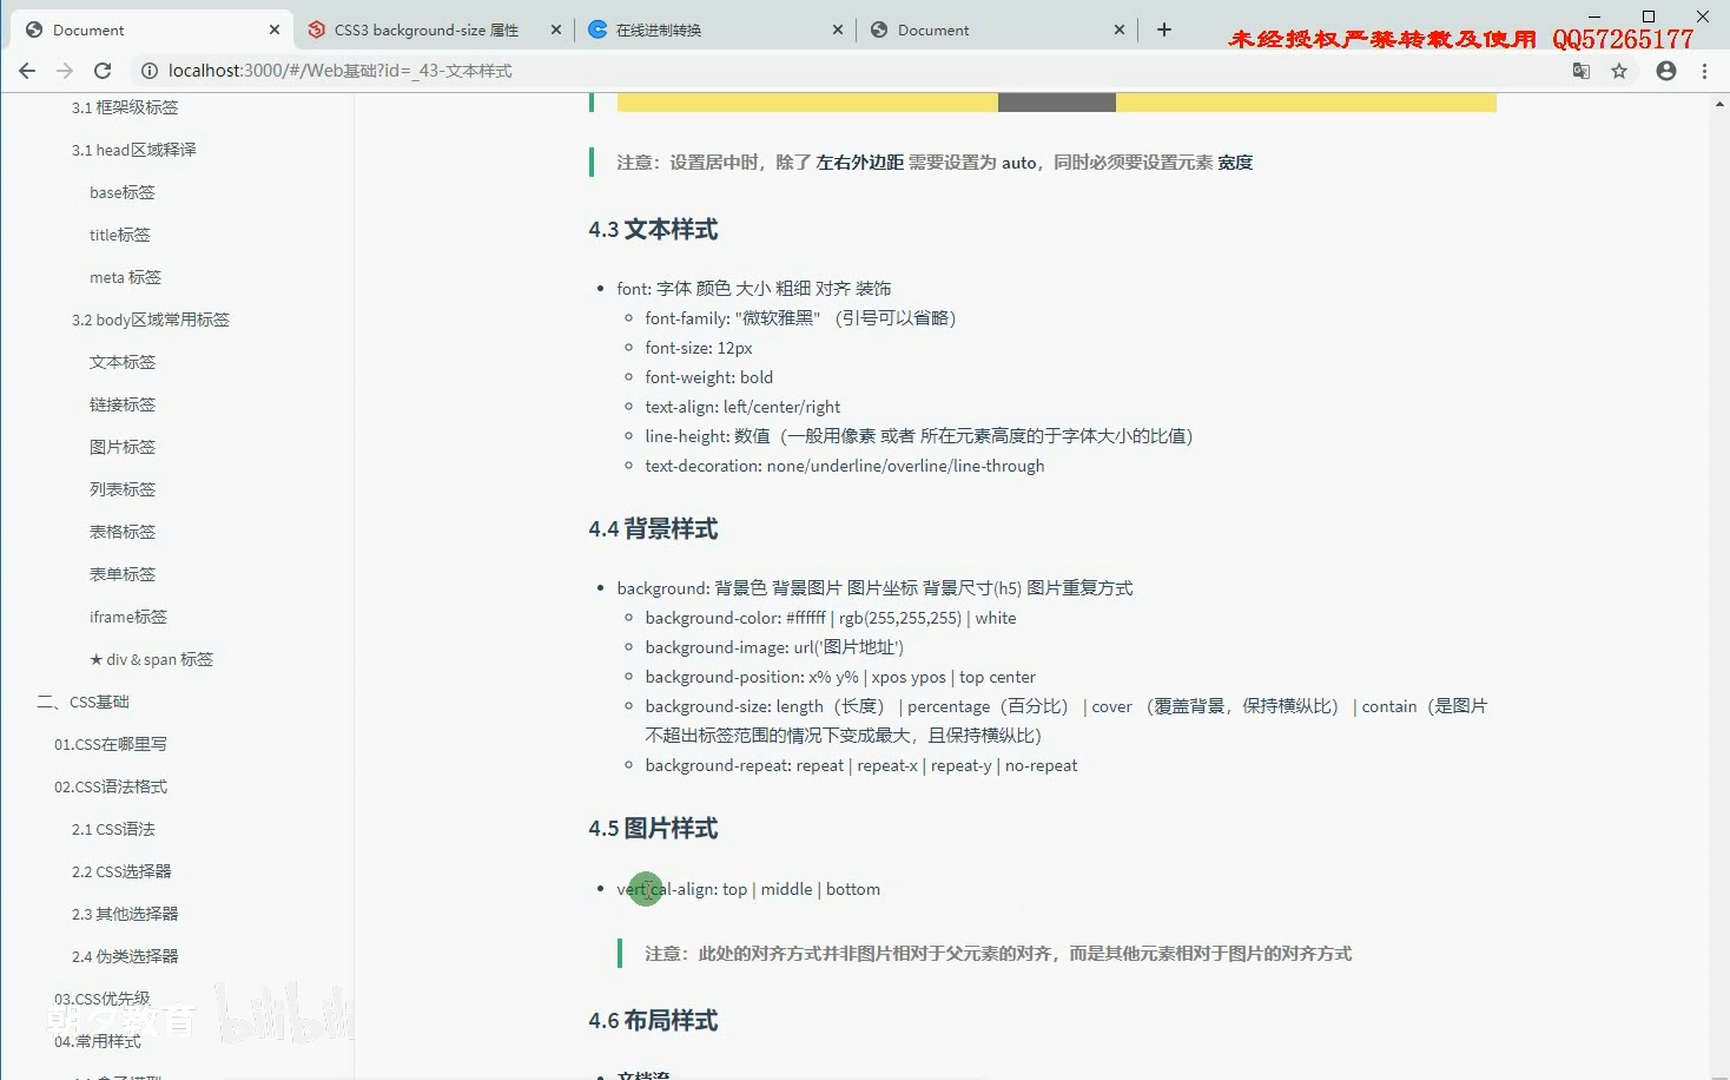 Document
CSS3 background-size 属性
在线进制转换
Document
未经授权严禁转载及使用 QQ57265177
localhost:3000/#/Web基础?id=_43-文本样式
3.1 框架级标签
3.1 head区域释译
base标签
title标签
meta 标签
3.2 body区域常用标签
文本标签
链接标签
图片标签
列表标签
表格标签
表单标签
iframe标签
★ div & span 标签
二、CSS基础
01.CSS在哪里写
02.CSS语法格式
2.1 CSS语法
2.2 CSS选择器
2.3 其他选择器
2.4 伪类选择器
03.CSS优先级
04.常用样式
朝夕教育 bilibili
注意：设置居中时，除了 左右外边距 需要设置为 auto，同时必须要设置元素 宽度
4.3 文本样式
font: 字体 颜色 大小 粗细 对齐 装饰
font-family: "微软雅黑" （引号可以省略）
font-size: 12px
font-weight: bold
text-align: left/center/right
line-height: 数值（一般用像素 或者 所在元素高度的于字体大小的比值）
text-decoration: none/underline/overline/line-through
4.4 背景样式
background: 背景色 背景图片 图片坐标 背景尺寸(h5) 图片重复方式
background-color: #ffffff | rgb(255,255,255) | white
background-image: url('图片地址')
background-position: x% y% | xpos ypos | top center
background-size: length（长度） | percentage（百分比） | cover （覆盖背景，保持横纵比） | contain（是图片
不超出标签范围的情况下变成最大，且保持横纵比）
background-repeat: repeat | repeat-x | repeat-y | no-repeat
4.5 图片样式
vertical-align: top | middle | bottom
注意：此处的对齐方式并非图片相对于父元素的对齐，而是其他元素相对于图片的对齐方式
4.6 布局样式
文档流